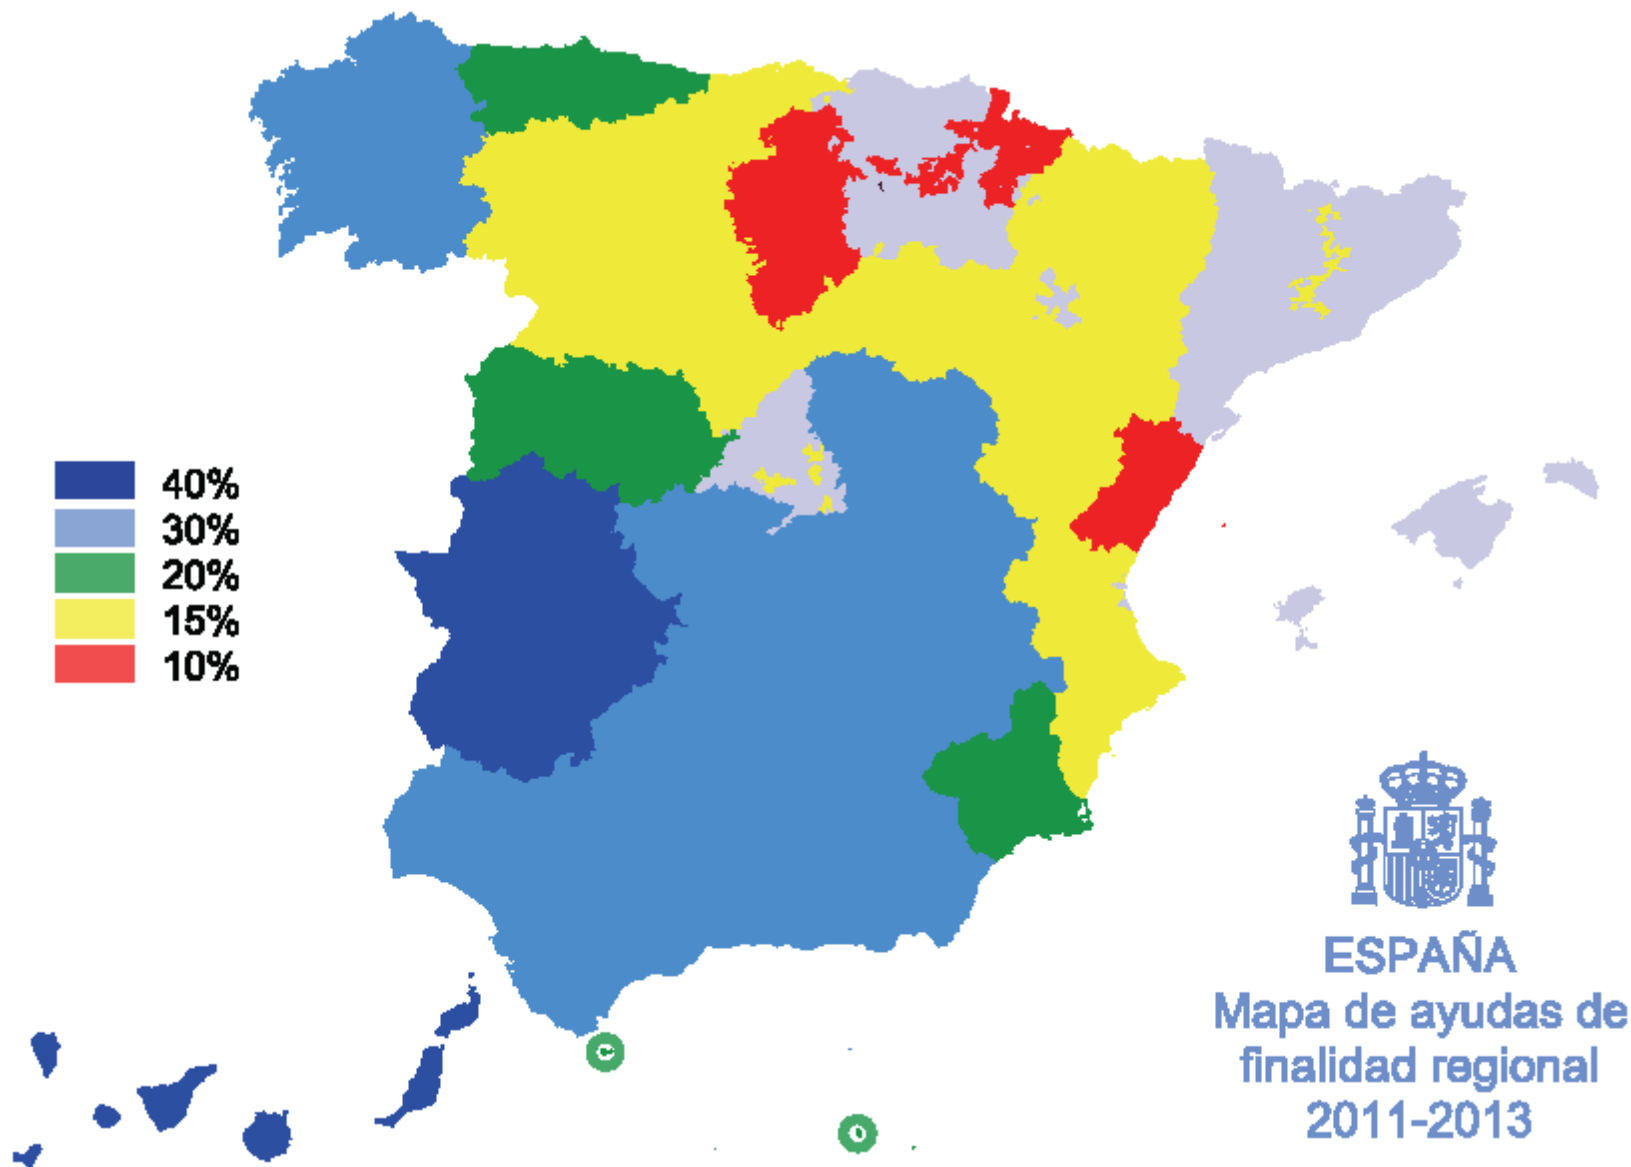 40%
30%
20%
15%
10%
ESPAÑA
Mapa de ayudas de
finalidad regional
2011-2013